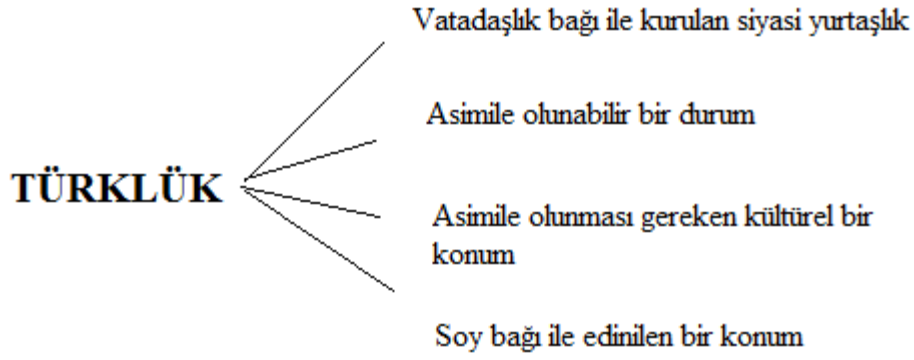 Vatadaşlık bağı ile kurulan siyasi yurtaşlık
Asimile olunabilir bir durum
TÜRKLÜK
Asimile olunması gereken kültürel bir
konum
Soy bağı ile edinilen bir konum